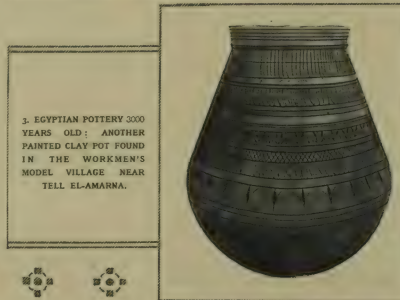 3. EGYPTIAN POTTERY 3000
YEARS OLD: ANOTHER
PAINTED CLAY POT FOUND
IN THE WORKMEN'S
MODEL VILLAGE NEAR
TELL EL-AMARNA.